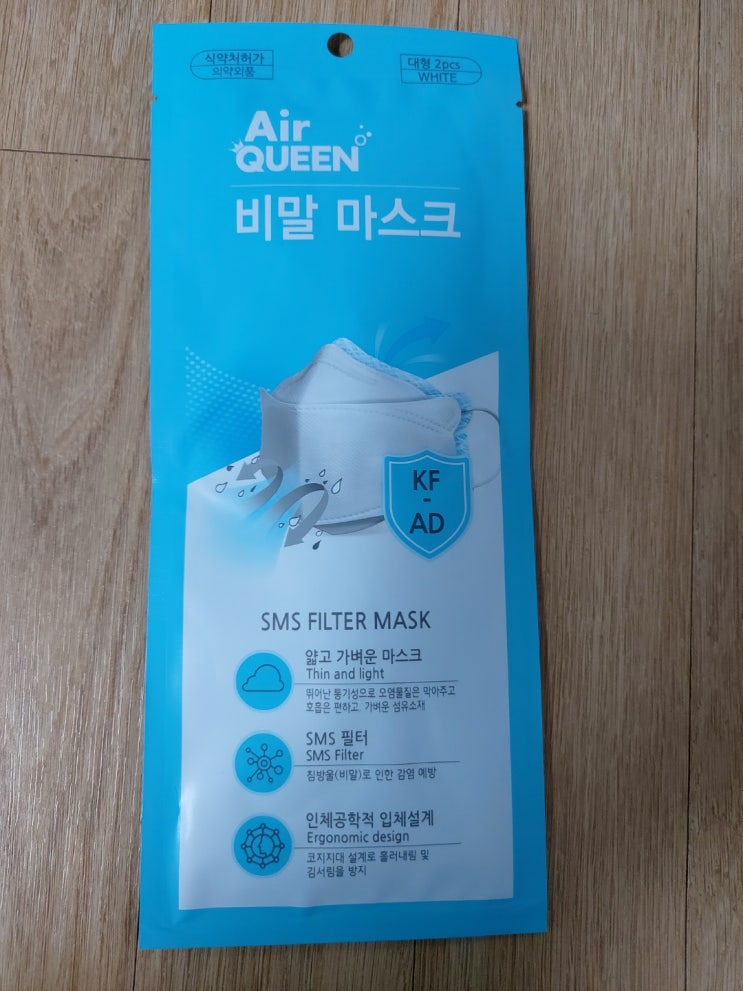 식약처허가
의약외품
대형 2pcs
WHITE
Air
QUEEN
비말 마스크
KF
-
AD
SMS FILTER MASK
얇고 가벼운 마스크
Thin and light
뛰어난 통기성으로 오염물질은 막아주고
호흡은 편하고, 가벼운 섬유소재
SMS 필터
SMS Filter
침방울(비말)로 인한 감염 예방
인체공학적 입체설계
Ergonomic design
코지지대 설계로 흘러내림 및
김서림을 방지